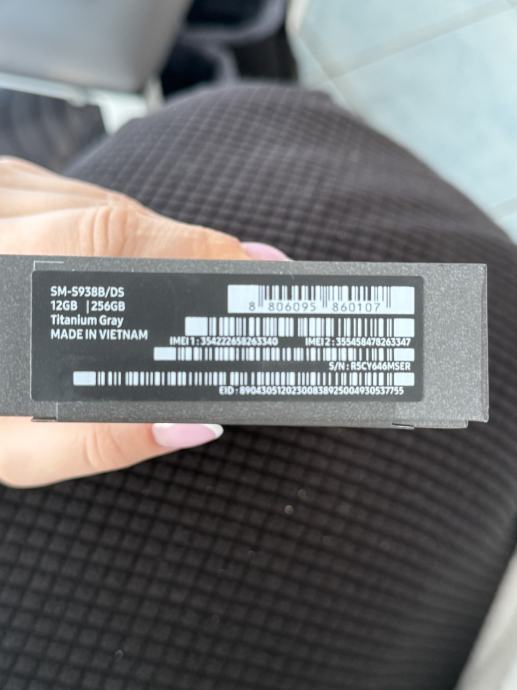 SM-S938B/DS
12GB | 256GB
Titanium Gray
MADE IN VIETNAM
8 806095 860107
IMEI 1 : 354222658263340 IMEI 2 : 355458478263347
S/N : R5CY646MSER
EID : 89043051202300838925004930537755